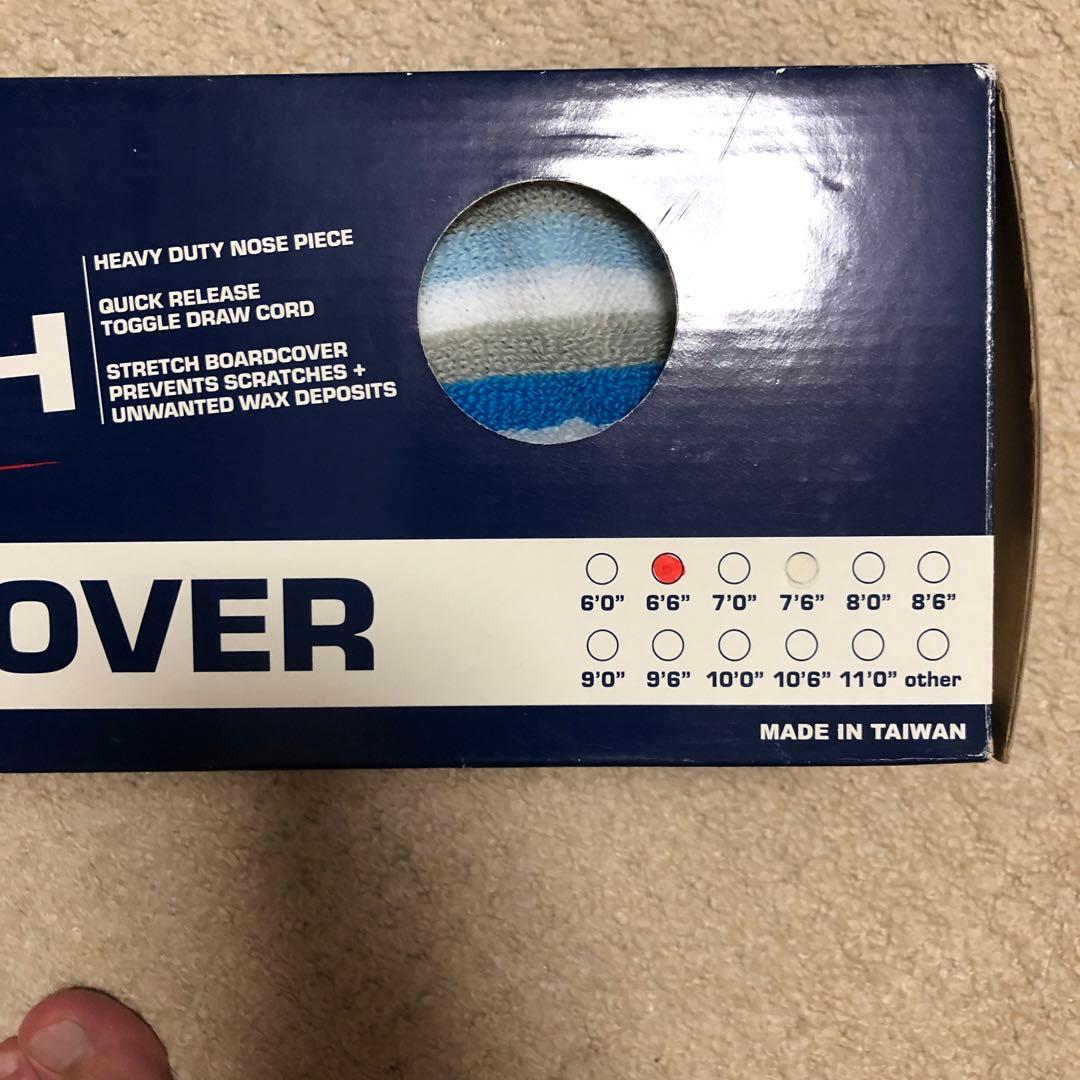 H
HEAVY DUTY NOSE PIECE
QUICK RELEASE
TOGGLE DRAW CORD
STRETCH BOARDCOVER
PREVENTS SCRATCHES +
UNWANTED WAX DEPOSITS
OVER
6'0" 6'6" 7'0" 7'6" 8'0" 8'6"
9'0" 9'6" 10'0" 10'6" 11'0" other
MADE IN TAIWAN